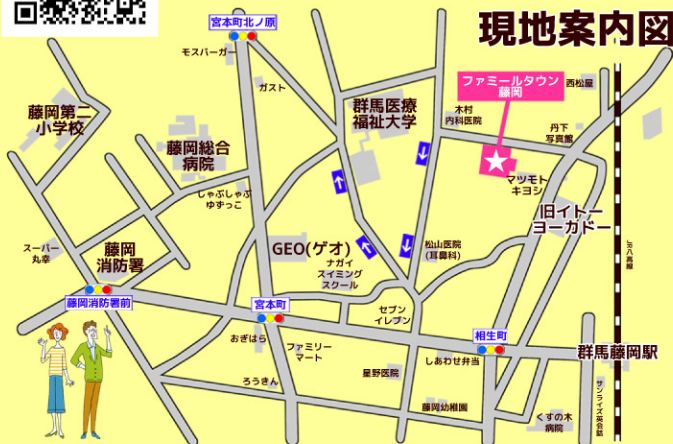 現地案内図
宮本町北ノ原
モスバーガー
ガスト
ファミールタウン
藤岡
西松屋
群馬医療
福祉大学
木村
内科医院
丹下
写真館
藤岡第二
小学校
藤岡総合
病院
マツモト
キヨシ
しゃぶしゃぶ
ゆずっこ
旧イトー
ヨーカドー
スーパー
丸幸
藤岡
消防署
GEO(ゲオ)
ナガイ
スイミング
スクール
松山医院
(耳鼻科)
JR八高線
藤岡消防署前
宮本町
セブン
イレブン
相生町
おぎはら
ファミリー
マート
しあわせ弁当
群馬藤岡駅
ろうきん
星野医院
藤岡幼稚園
くすの木
病院
サンライズ英会話